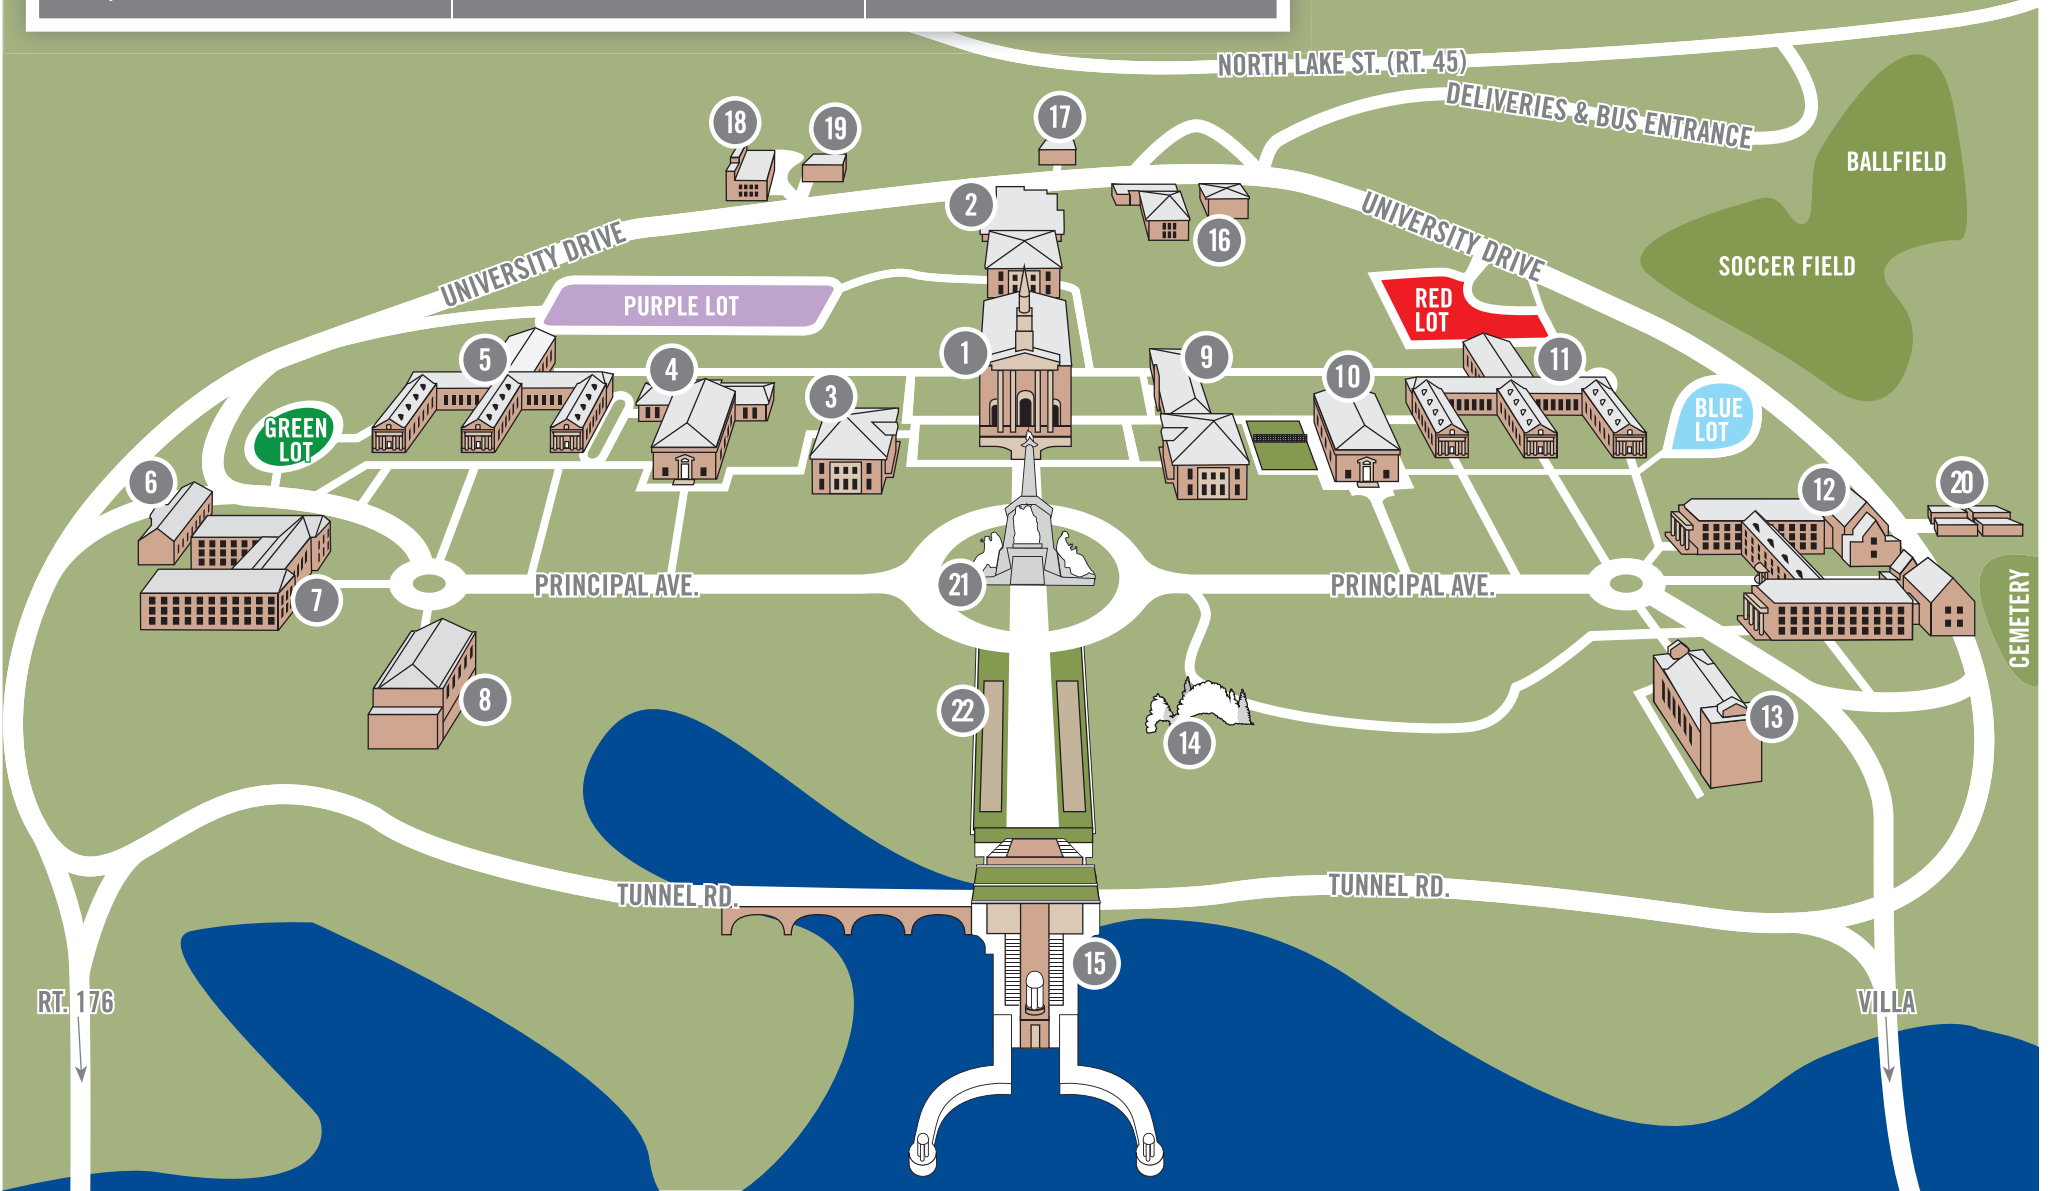 NORTH LAKE ST. (RT. 45)
DELIVERIES & BUS ENTRANCE
18
19
17
BALLFIELD
2
16
UNIVERSITY DRIVE
UNIVERSITY DRIVE
SOCCER FIELD
PURPLE LOT
RED
LOT
5
4
3
1
9
10
11
GREEN
LOT
BLUE
LOT
6
12
20
7
PRINCIPAL AVE.
21
PRINCIPAL AVE.
CEMETERY
8
22
14
13
TUNNEL RD.
TUNNEL RD.
15
RT. 176
VILLA